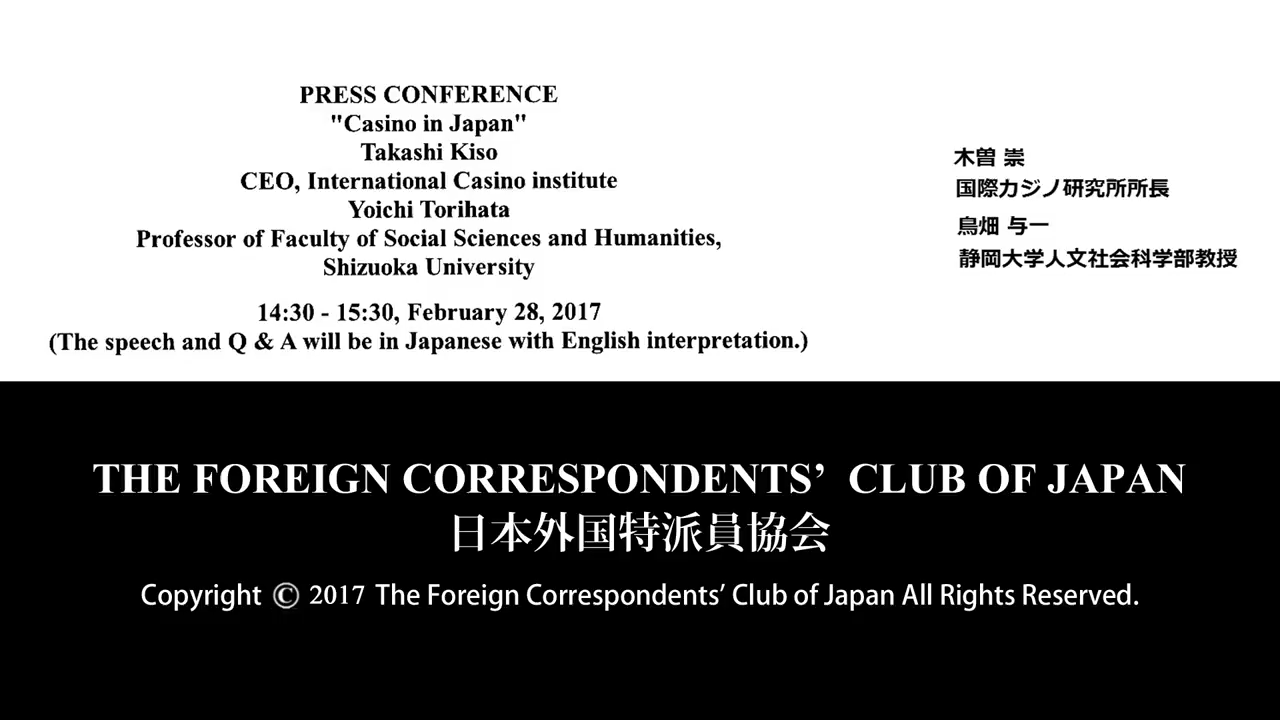 PRESS CONFERENCE
"Casino in Japan"
Takashi Kiso
CEO, International Casino institute
Yoichi Torihata
Professor of Faculty of Social Sciences and Humanities,
Shizuoka University
14:30 - 15:30, February 28, 2017
(The speech and Q & A will be in Japanese with English interpretation.)
木曽 崇
国際カジノ研究所所長
鳥畑 与一
静岡大学人文社会科学部教授
THE FOREIGN CORRESPONDENTS’ CLUB OF JAPAN
日本外国特派員協会
Copyright © 2017 The Foreign Correspondents’ Club of Japan All Rights Reserved.